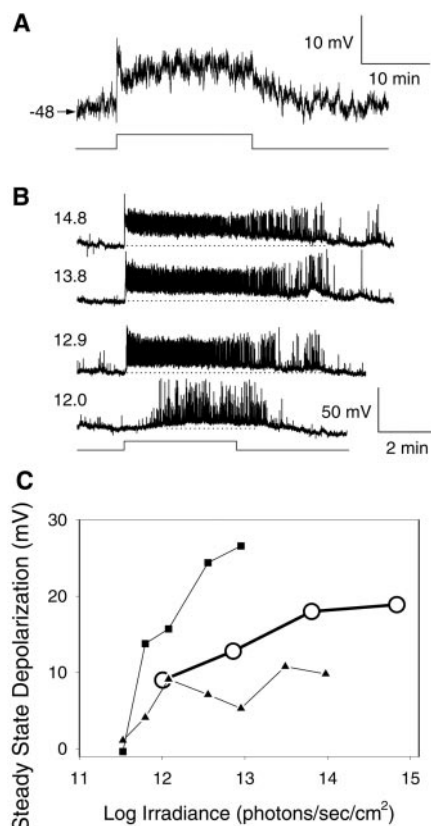 A
10 mV
10 min
-48
B
14.8
13.8
12.9
12.0
50 mV
2 min
C
Steady State Depolarization (mV)
30
20
10
0
11 12 13 14 15
Log Irradiance (photons/sec/cm²)